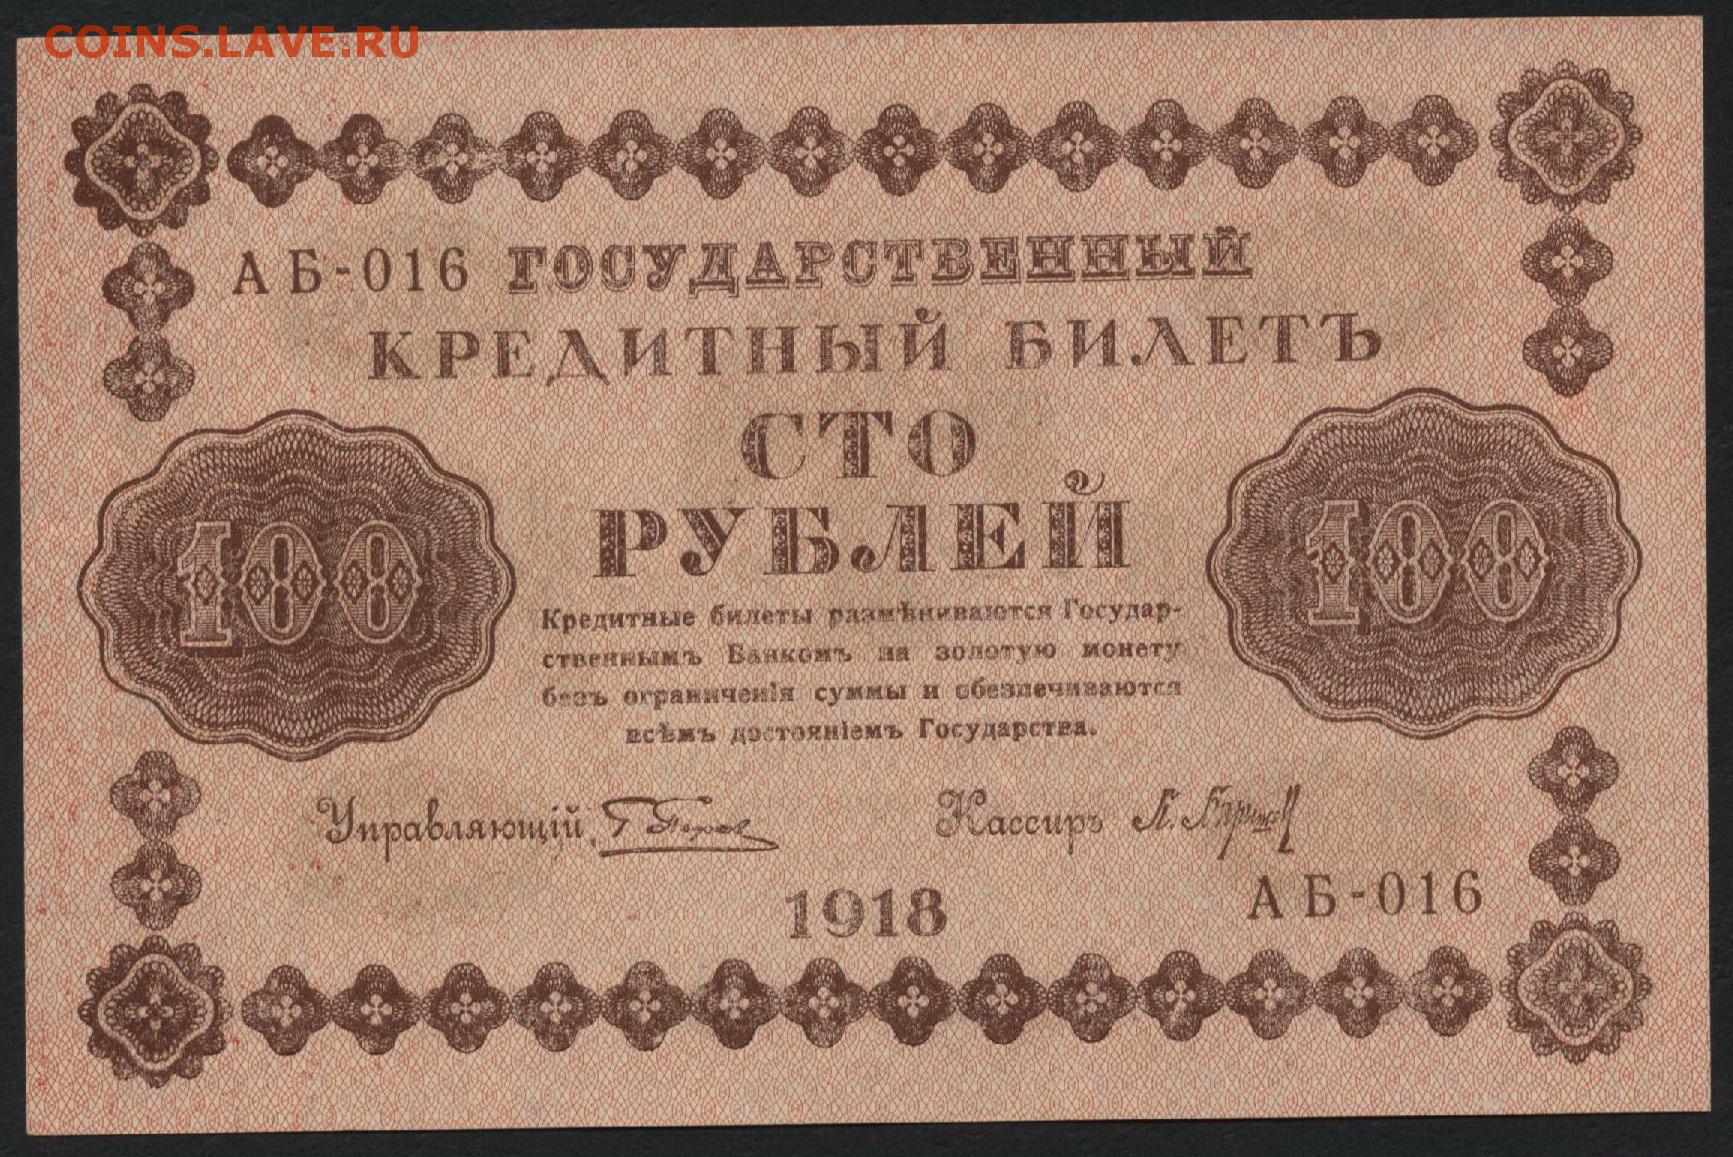 COINS.LAVE.RU
АБ-016 ГОСУДАРСТВЕННЫЙ
КРЕДИТНЫЙ БИЛЕТЪ
СТО
РУБЛЕЙ
100
100
Кредитные билеты размѣниваются Государ-
ственнымъ Банкомъ на золотую монету
безъ ограниченія суммы и обезпечиваются
всѣмъ достояніемъ Государства.
Управляющій
Кассиръ
АБ-016
1918